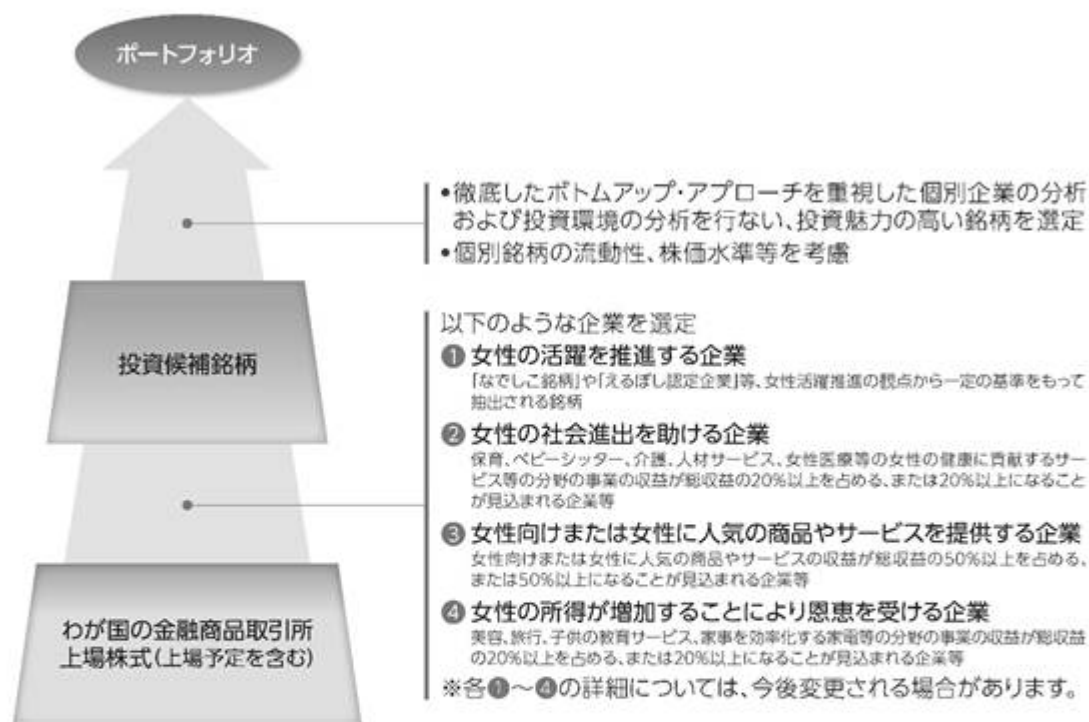 ポートフォリオ
•徹底したボトムアップ・アプローチを重視した個別企業の分析
および投資環境の分析を行ない、投資魅力の高い銘柄を選定
•個別銘柄の流動性、株価水準等を考慮
投資候補銘柄
以下のような企業を選定
❶ 女性の活躍を推進する企業
「なでしこ銘柄」や「えるぼし認定企業」等、女性活躍推進の観点から一定の基準をもって
抽出される銘柄
❷ 女性の社会進出を助ける企業
保育、ベビーシッター、介護、人材サービス、女性医療等の女性の健康に貢献するサー
ビス等の分野の事業の収益が総収益の20%以上を占める、または20%以上になること
が見込まれる企業等
❸ 女性向けまたは女性に人気の商品やサービスを提供する企業
女性向けまたは女性に人気の商品やサービスの収益が総収益の50%以上を占める、
または50%以上になることが見込まれる企業等
❹ 女性の所得が増加することにより恩恵を受ける企業
美容、旅行、子供の教育サービス、家事を効率化する家電等の分野の事業の収益が総収益
の20%以上を占める、または20%以上になることが見込まれる企業等
※各❶～❹の詳細については、今後変更される場合があります。
わが国の金融商品取引所
上場株式(上場予定を含む)